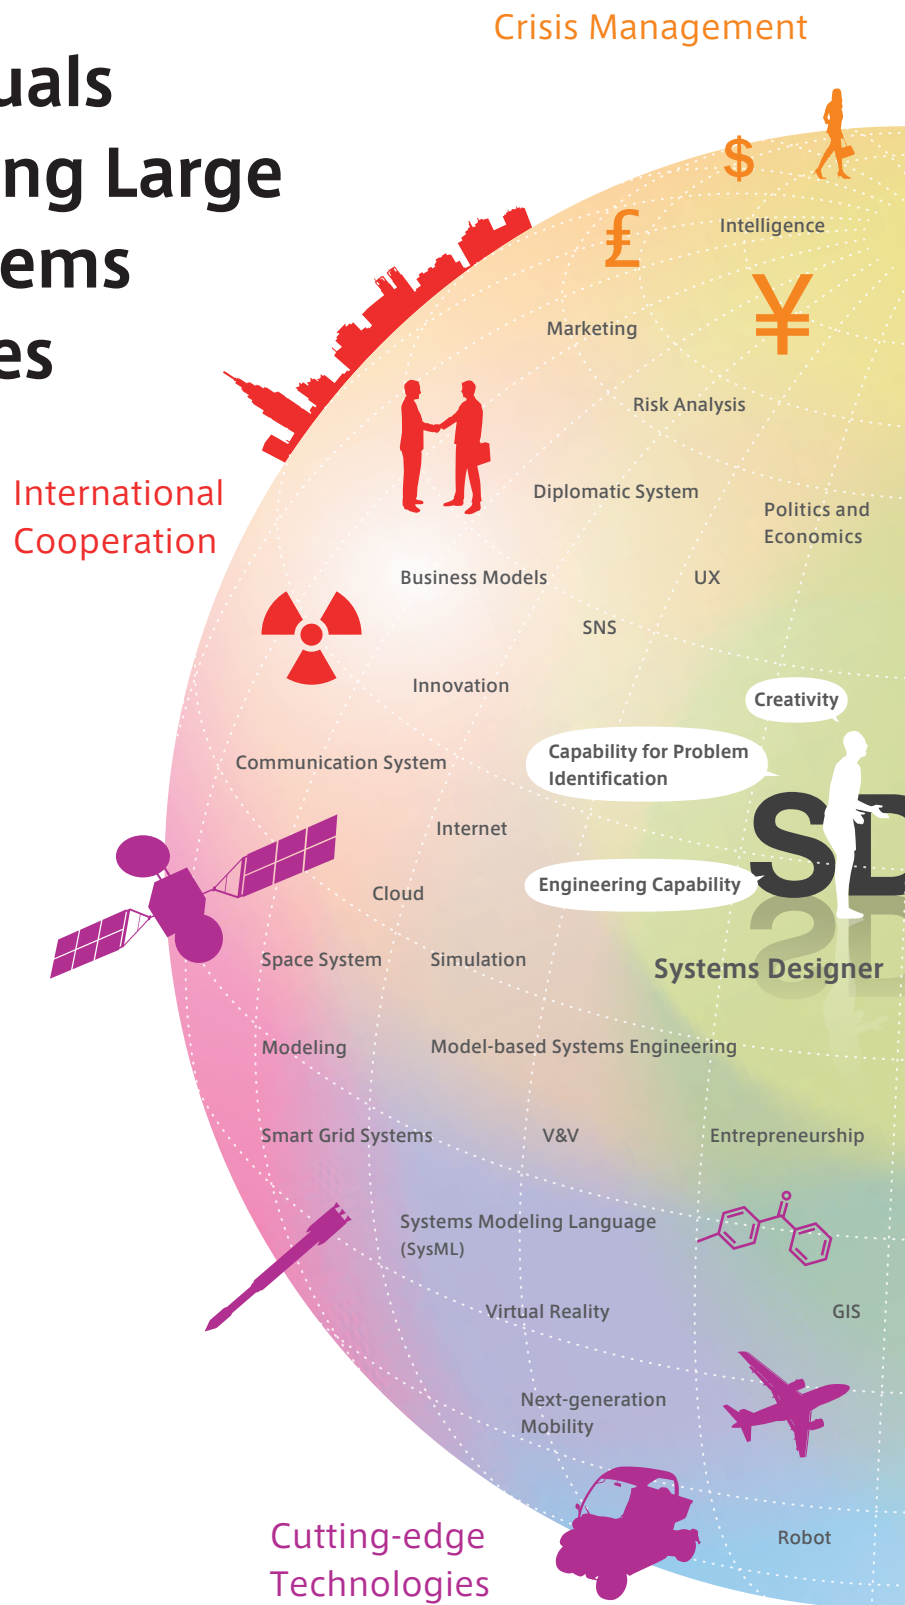 Crisis Management
uals
ng Large
ems
es
$
£
Intelligence
¥
Marketing
Risk Analysis
International
Cooperation
Diplomatic System
Politics and
Economics
Business Models
UX
SNS
Innovation
Creativity
Communication System
Capability for Problem
Identification
Internet
SD
Cloud
Engineering Capability
Space System
Simulation
Systems Designer
Modeling
Model-based Systems Engineering
Smart Grid Systems
V&V
Entrepreneurship
Systems Modeling Language
(SysML)
Virtual Reality
GIS
Next-generation
Mobility
Cutting-edge
Technologies
Robot